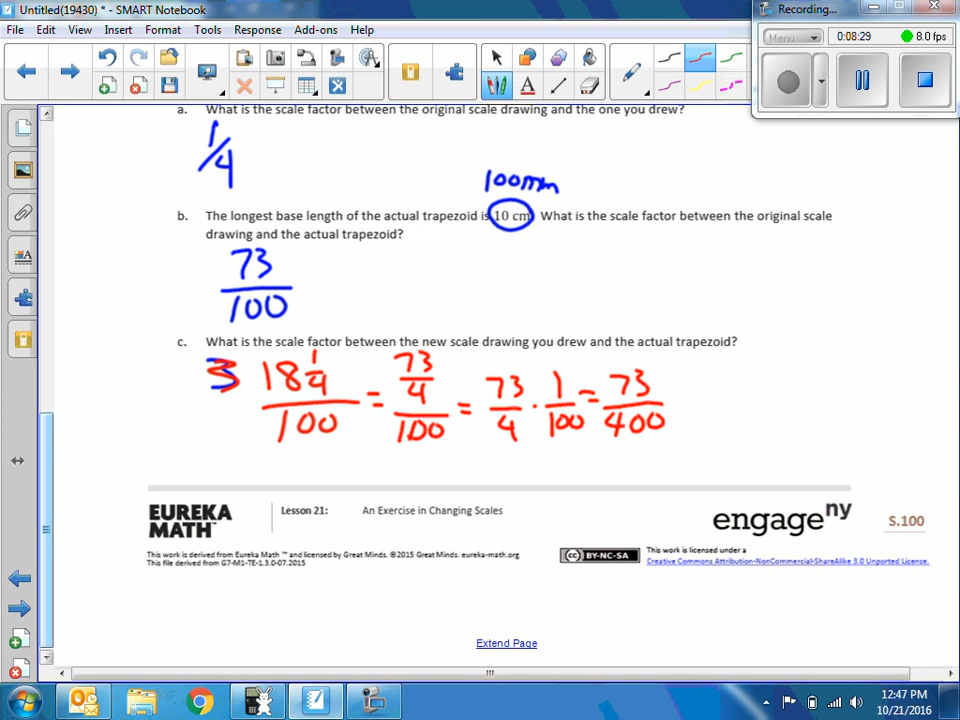 Untitled(19430) * - SMART Notebook
Recording...
File Edit View Insert Format Tools Response Add-ons Help
Menu 0:08:29 8.0 fps
a. What is the scale factor between the original scale drawing and the one you drew?
1/4
100mm
b. The longest base length of the actual trapezoid is 10 cm. What is the scale factor between the original scale
drawing and the actual trapezoid?
73/100
c. What is the scale factor between the new scale drawing you drew and the actual trapezoid?
3 18 1/4 / 100 = 73/4 / 100 = 73/4 · 1/100 = 73/400
EUREKA MATH™ Lesson 21: An Exercise in Changing Scales engageny S.100
This work is derived from Eureka Math ™ and licensed by Great Minds. ©2015 Great Minds. eureka-math.org
This file derived from G7-M1-TE-1.3.0-07.2015
CC BY-NC-SA
This work is licensed under a
Creative Commons Attribution-NonCommercial-ShareAlike 3.0 Unported License.
Extend Page
12:47 PM
10/21/2016